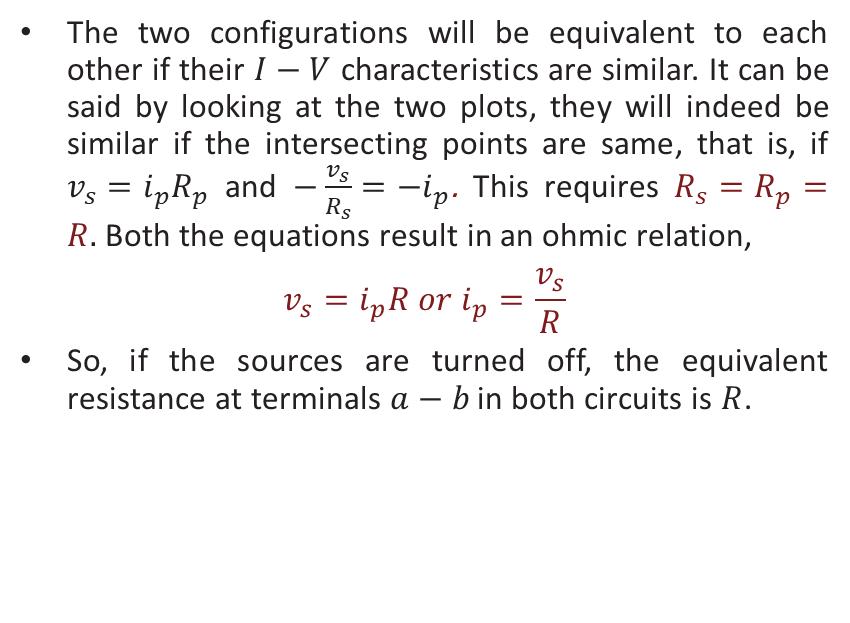 • The two configurations will be equivalent to each
other if their I − V characteristics are similar. It can be
said by looking at the two plots, they will indeed be
similar if the intersecting points are same, that is, if
v_s = i_p R_p and −\frac{v_s}{R_s} = −i_p. This requires R_s = R_p =
R. Both the equations result in an ohmic relation,
v_s = i_p R or i_p = \frac{v_s}{R}
• So, if the sources are turned off, the equivalent
resistance at terminals a − b in both circuits is R.